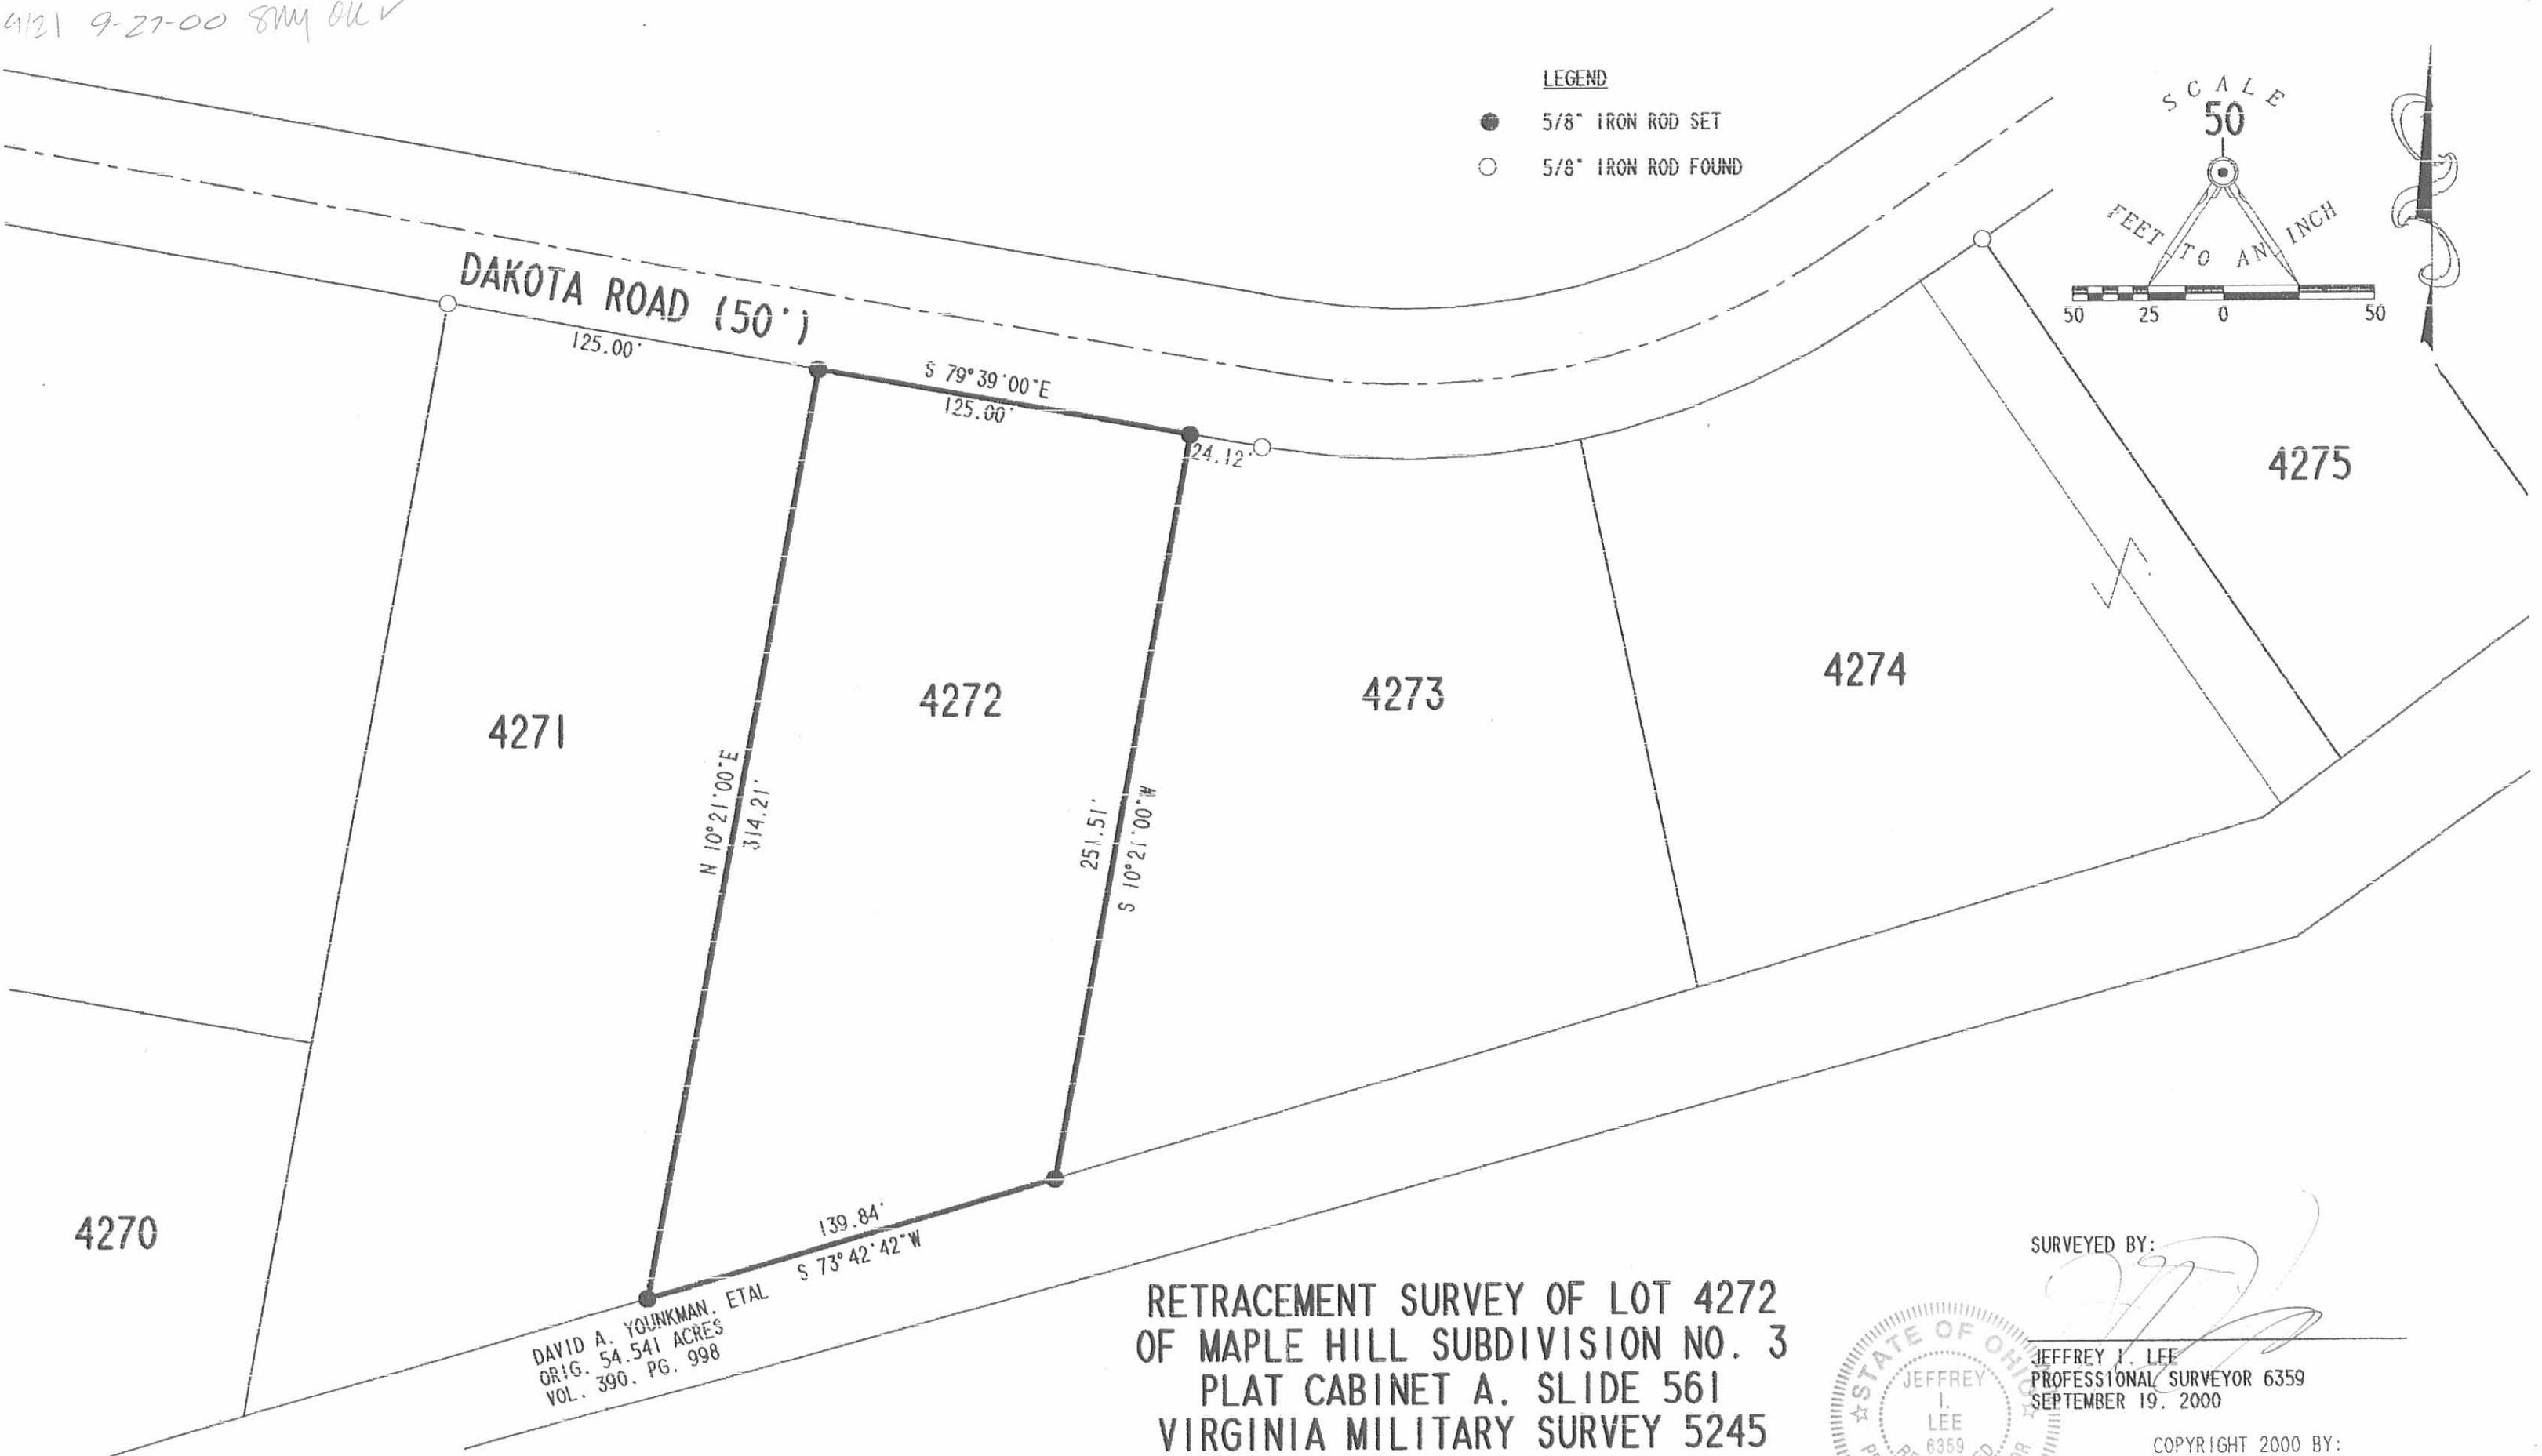 9-27-00
LEGEND
5/8" IRON ROD SET
5/8" IRON ROD FOUND
SCALE
50
FEET TO AN INCH
50 25 0 50
DAKOTA ROAD (50')
125.00'
S 79°39'00"E
125.00'
24.12'
4275
4274
4273
4272
4271
N 10°21'00"E
314.21'
251.51'
S 10°21'00"W
4270
139.84'
S 73°42'42"W
DAVID A. YOUNKMAN. ETAL
ORIG. 54.541 ACRES
VOL. 390. PG. 998
RETRACEMENT SURVEY OF LOT 4272
OF MAPLE HILL SUBDIVISION NO. 3
PLAT CABINET A. SLIDE 561
VIRGINIA MILITARY SURVEY 5245
STATE OF OHIO
JEFFREY
I.
LEE
6359
SURVEYED BY:
JEFFREY I. LEE
PROFESSIONAL SURVEYOR 6359
SEPTEMBER 19. 2000
COPYRIGHT 2000 BY: